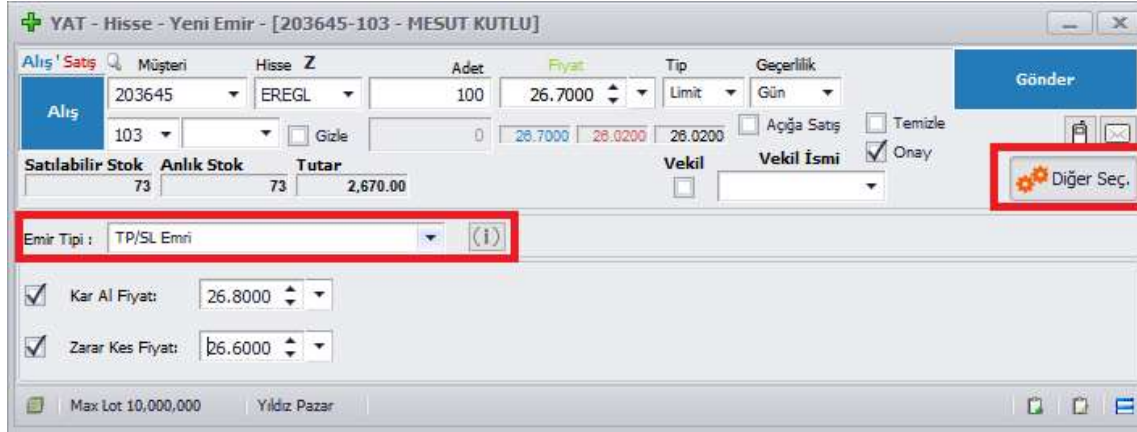 YAT - Hisse - Yeni Emir - [203645-103 - MESUT KUTLU]
Alış ' Satış Müşteri Hisse Z Adet Fiyat Tip Geçerlilik
Alış 203645 EREGL 100 26.7000 Limit Gün Gönder
103 Gizle 0 26.7000 26.0200 26.0200 Açığa Satış Temizle
Satılabilir Stok Anlık Stok Tutar Vekil Vekil İsmi Onay
73 73 2,670.00 Diğer Seç.
Emir Tipi : TP/SL Emri (i)
Kar Al Fiyat: 26.8000
Zarar Kes Fiyat: 26.6000
Max Lot 10,000,000 Yıldız Pazar